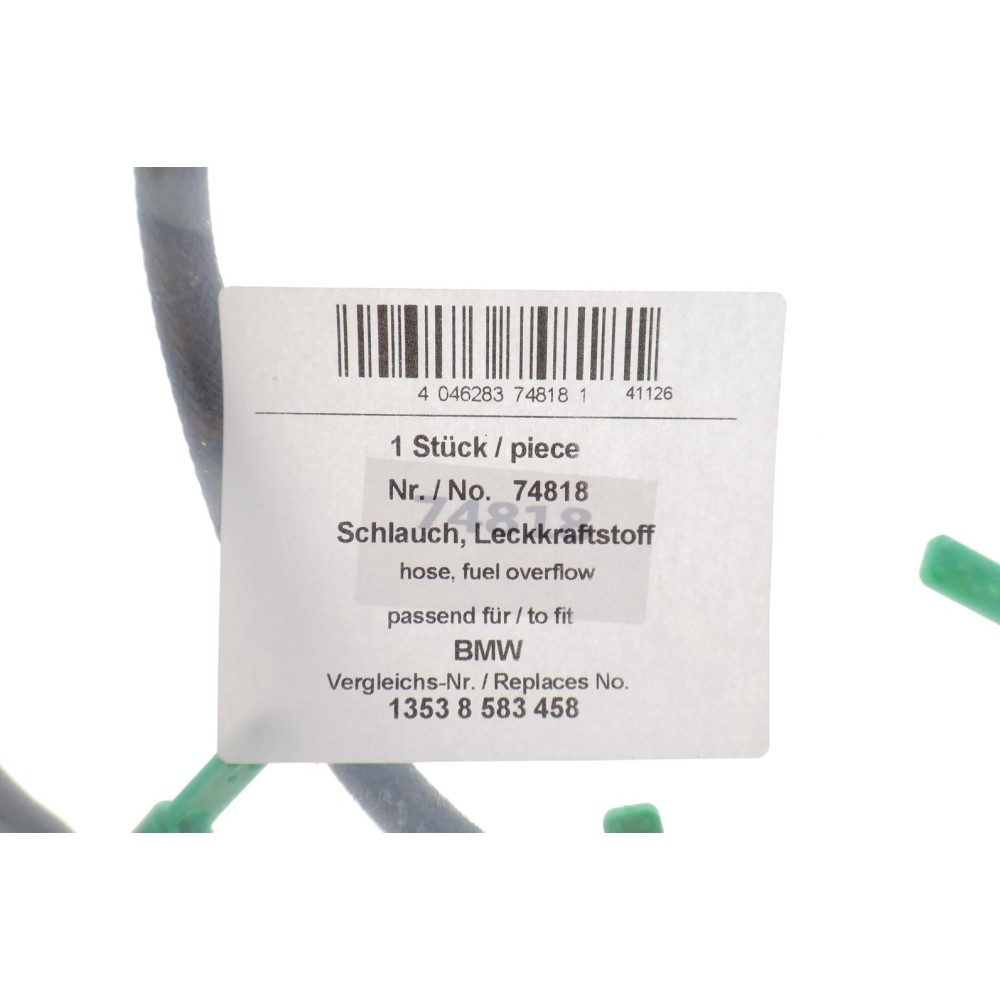 4 046283 74818 1 41126
1 Stück / piece
Nr. / No. 74818
74818
Schlauch, Leckkraftstoff
hose, fuel overflow
passend für / to fit
BMW
Vergleichs-Nr. / Replaces No.
1353 8 583 458